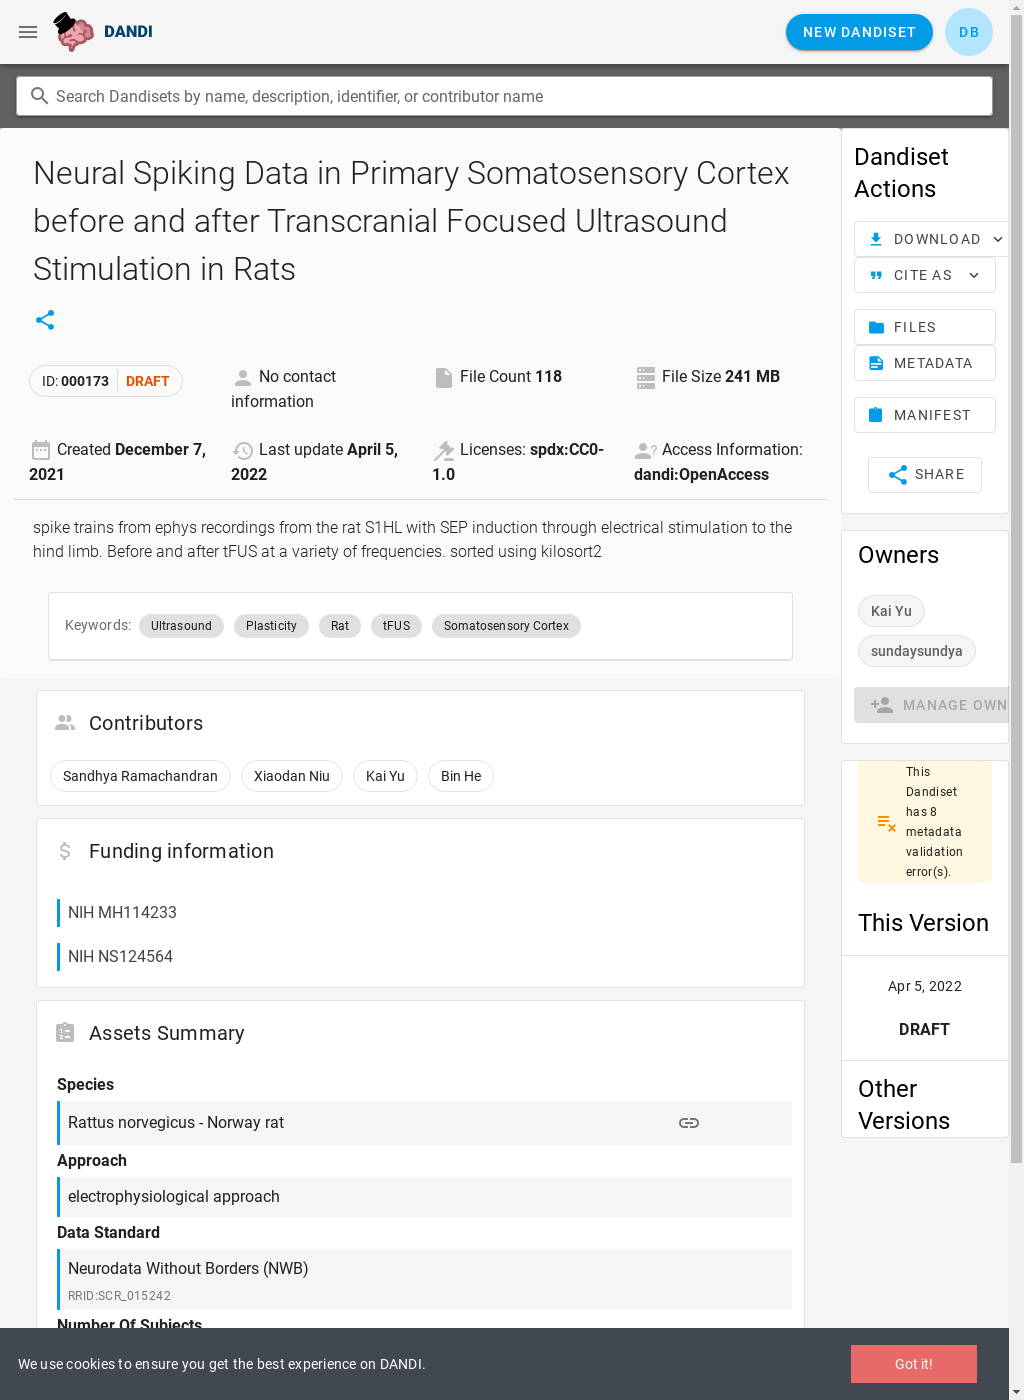 DANDI
NEW DANDISET
DB
Search Dandisets by name, description, identifier, or contributor name
Neural Spiking Data in Primary Somatosensory Cortex
before and after Transcranial Focused Ultrasound
Stimulation in Rats
ID: 000173 DRAFT
No contact
information
File Count 118
File Size 241 MB
Created December 7,
2021
Last update April 5,
2022
Licenses: spdx:CC0-
1.0
Access Information:
dandi:OpenAccess
spike trains from ephys recordings from the rat S1HL with SEP induction through electrical stimulation to the
hind limb. Before and after tFUS at a variety of frequencies. sorted using kilosort2
Keywords: Ultrasound Plasticity Rat tFUS Somatosensory Cortex
Contributors
Sandhya Ramachandran Xiaodan Niu Kai Yu Bin He
Funding information
NIH MH114233
NIH NS124564
Assets Summary
Species
Rattus norvegicus - Norway rat
Approach
electrophysiological approach
Data Standard
Neurodata Without Borders (NWB)
RRID:SCR_015242
Number Of Subjects
Dandiset
Actions
DOWNLOAD
CITE AS
FILES
METADATA
MANIFEST
SHARE
Owners
Kai Yu
sundaysundya
MANAGE OWN
This
Dandiset
has 8
metadata
validation
error(s).
This Version
Apr 5, 2022
DRAFT
Other
Versions
We use cookies to ensure you get the best experience on DANDI.
Got it!